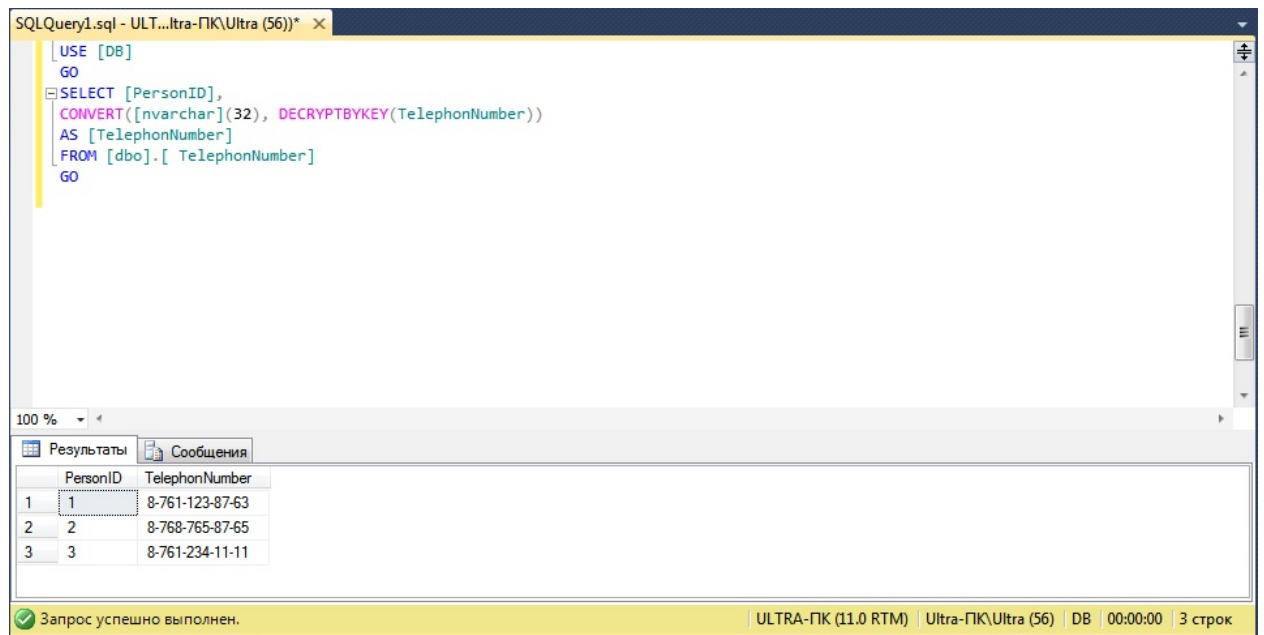 SQLQuery1.sql - ULT...ltra-ПК\Ultra (56))*
USE [DB]
GO
SELECT [PersonID],
CONVERT([nvarchar](32), DECRYPTBYKEY(TelephonNumber))
AS [TelephonNumber]
FROM [dbo].[ TelephonNumber]
GO
100 %
Результаты Сообщения
PersonID TelephonNumber
1 1 8-761-123-87-63
2 2 8-768-765-87-65
3 3 8-761-234-11-11
Запрос успешно выполнен. ULTRA-ПК (11.0 RTM) Ultra-ПК\Ultra (56) DB 00:00:00 3 строк